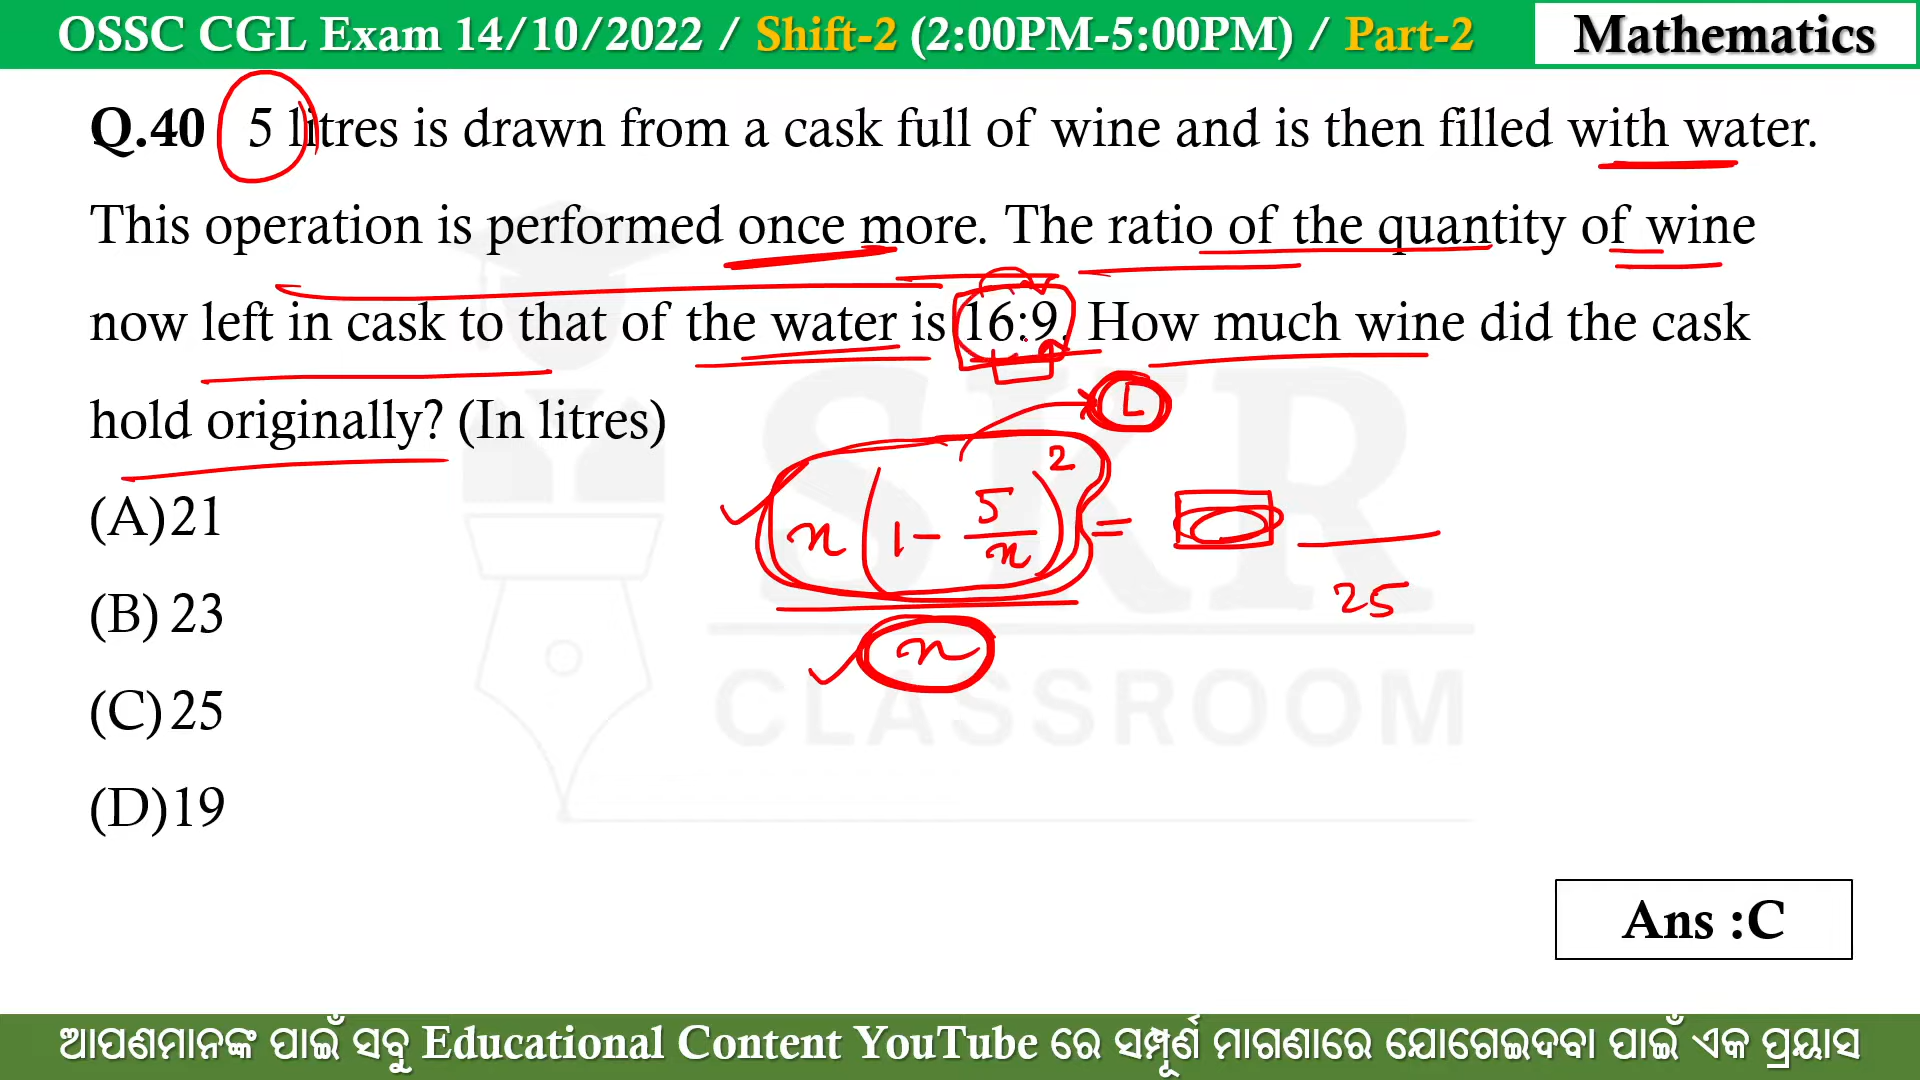 OSSC CGL Exam 14/10/2022 / Shift-2 (2:00PM-5:00PM) / Part-2
Mathematics
Q.40 5 litres is drawn from a cask full of wine and is then filled with water.
This operation is performed once more. The ratio of the quantity of wine
now left in cask to that of the water is 16:9. How much wine did the cask
hold originally? (In litres)
L
n(1 - 5/n)² =
n
25
(A) 21
(B) 23
(C) 25
(D) 19
SKR
CLASSROOM
Ans :C
ଆପଣମାନଙ୍କ ପାଇଁ ସବୁ Educational Content YouTube ରେ ସମ୍ପୂର୍ଣ ମାଗଣାରେ ଯୋଗେଇଦବା ପାଇଁ ଏକ ପ୍ରୟାସ